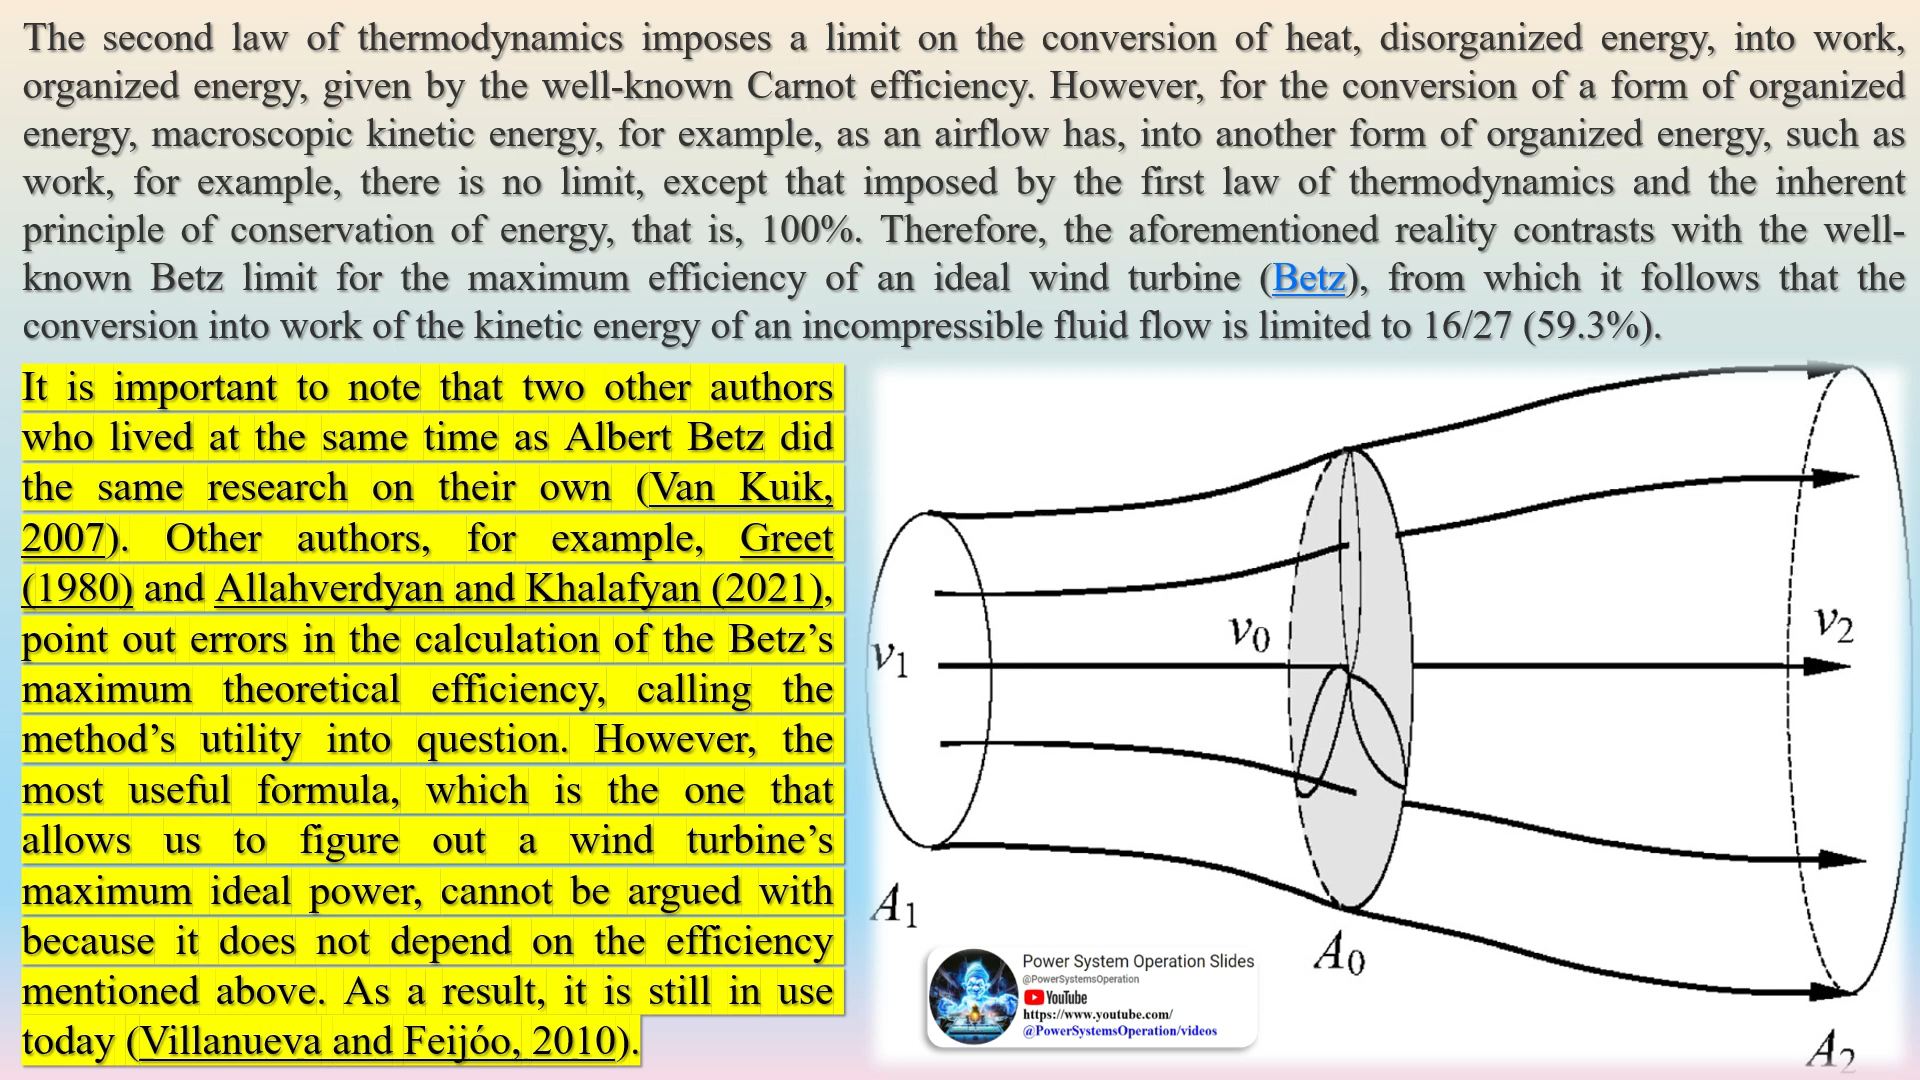 The second law of thermodynamics imposes a limit on the conversion of heat, disorganized energy, into work,
organized energy, given by the well-known Carnot efficiency. However, for the conversion of a form of organized
energy, macroscopic kinetic energy, for example, as an airflow has, into another form of organized energy, such as
work, for example, there is no limit, except that imposed by the first law of thermodynamics and the inherent
principle of conservation of energy, that is, 100%. Therefore, the aforementioned reality contrasts with the well-
known Betz limit for the maximum efficiency of an ideal wind turbine (Betz), from which it follows that the
conversion into work of the kinetic energy of an incompressible fluid flow is limited to 16/27 (59.3%).
It is important to note that two other authors
who lived at the same time as Albert Betz did
the same research on their own (Van Kuik,
2007). Other authors, for example, Greet
(1980) and Allahverdyan and Khalafyan (2021),
point out errors in the calculation of the Betz’s
maximum theoretical efficiency, calling the
method’s utility into question. However, the
most useful formula, which is the one that
allows us to figure out a wind turbine’s
maximum ideal power, cannot be argued with
because it does not depend on the efficiency
mentioned above. As a result, it is still in use
today (Villanueva and Feijóo, 2010).
v1
v0
v2
A1
A0
A2
Power System Operation Slides
@PowerSystemsOperation
YouTube
https://www.youtube.com/
@PowerSystemsOperation/videos